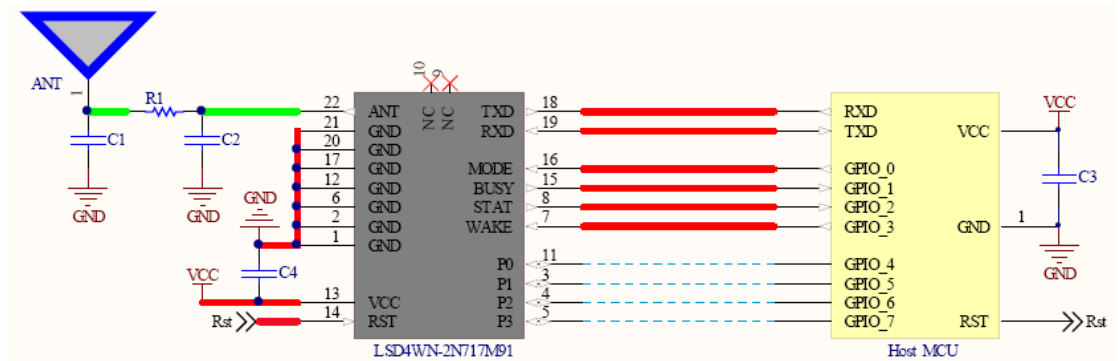 10 9
ANT
1
R1
C1
C2
GND
GND
22 ANT
21 GND
20 GND
17 GND
12 GND
6 GND
2 GND
1 GND
NC NC
TXD 18
RXD 19
MODE 16
BUSY 15
STAT 8
WAKE 7
P0 11
P1 3
P2 4
P3 5
GND
C4
VCC
13 VCC
Rst 14 RST
LSD4WN-2N717M91
RXD
TXD
GPIO_0
GPIO_1
GPIO_2
GPIO_3
GPIO_4
GPIO_5
GPIO_6
GPIO_7
VCC
GND 1
RST
Host MCU
VCC
C3
GND
Rst